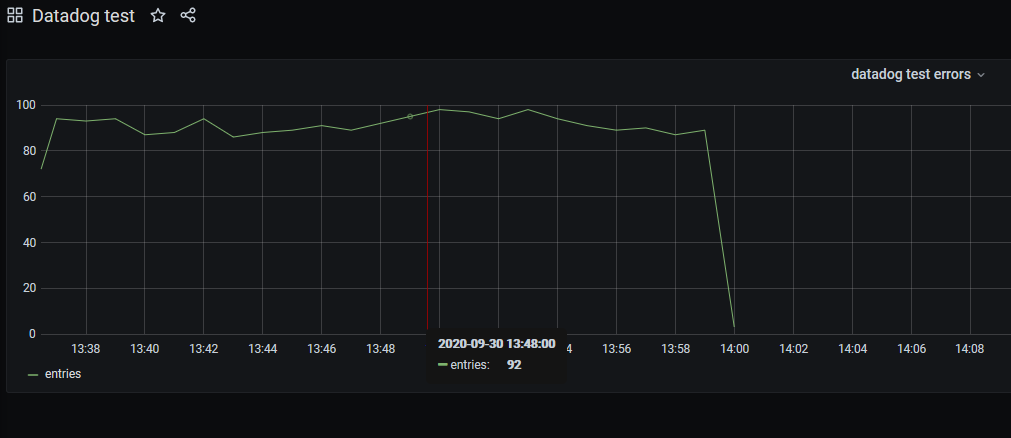 Datadog test
datadog test errors
100
80
60
40
20
0
13:38 13:40 13:42 13:44 13:46 13:48 4 13:56 13:58 14:00 14:02 14:04 14:06 14:08
2020-09-30 13:48:00
entries: 92
entries